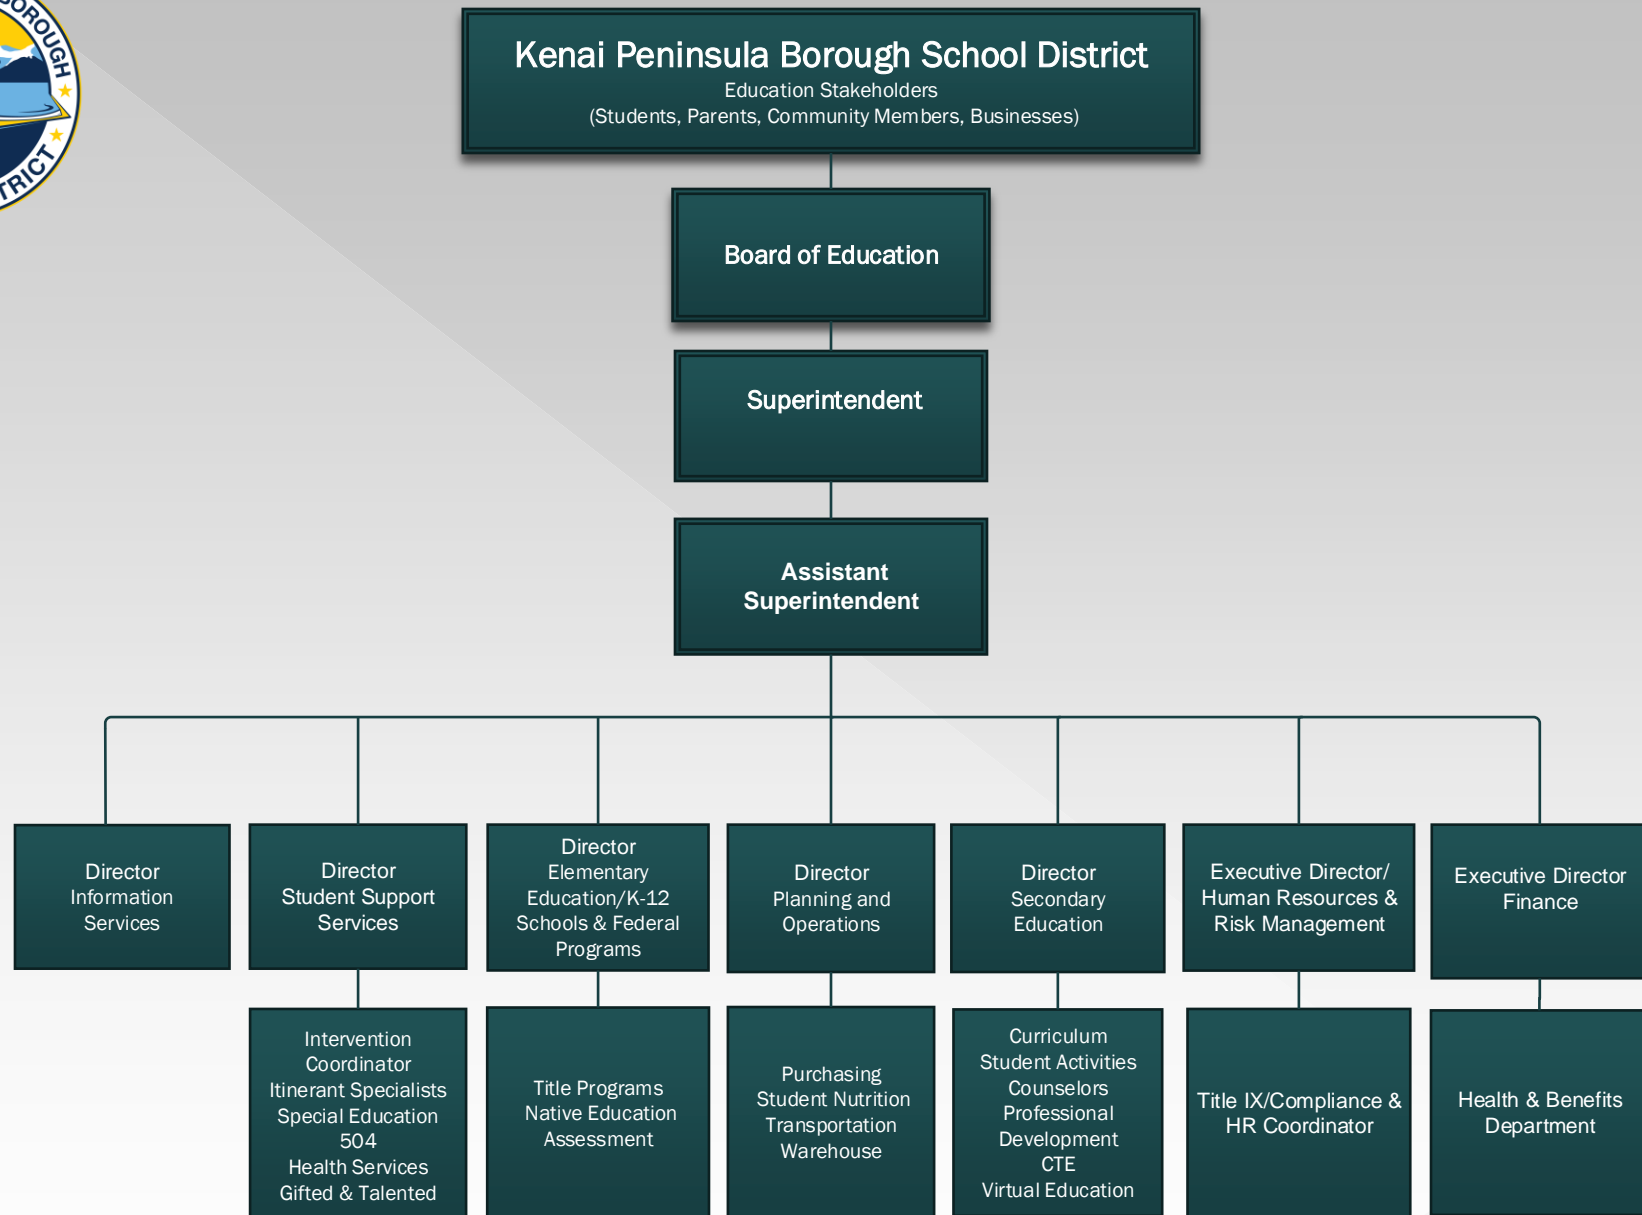 BOROUGH
TRICT
Kenai Peninsula Borough School District
Education Stakeholders
(Students, Parents, Community Members, Businesses)
Board of Education
Superintendent
Assistant
Superintendent
Director
Information
Services
Director
Student Support
Services
Director
Elementary
Education/K-12
Schools & Federal
Programs
Director
Planning and
Operations
Director
Secondary
Education
Executive Director/
Human Resources &
Risk Management
Executive Director
Finance
Intervention
Coordinator
Itinerant Specialists
Special Education
504
Health Services
Gifted & Talented
Title Programs
Native Education
Assessment
Purchasing
Student Nutrition
Transportation
Warehouse
Curriculum
Student Activities
Counselors
Professional
Development
CTE
Virtual Education
Title IX/Compliance &
HR Coordinator
Health & Benefits
Department